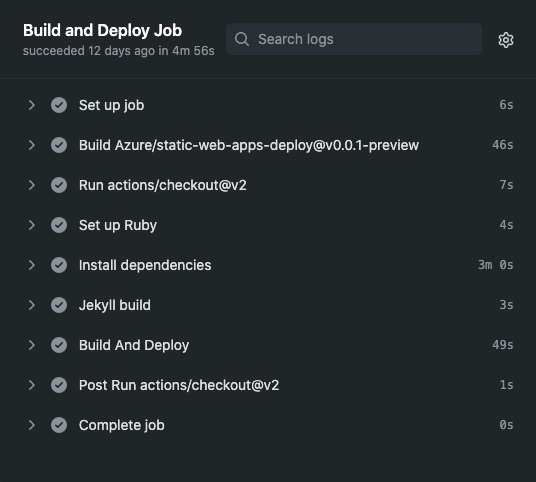 Build and Deploy Job
succeeded 12 days ago in 4m 56s
Search logs
Set up job 6s
Build Azure/static-web-apps-deploy@v0.0.1-preview 46s
Run actions/checkout@v2 7s
Set up Ruby 4s
Install dependencies 3m 0s
Jekyll build 3s
Build And Deploy 49s
Post Run actions/checkout@v2 1s
Complete job 0s